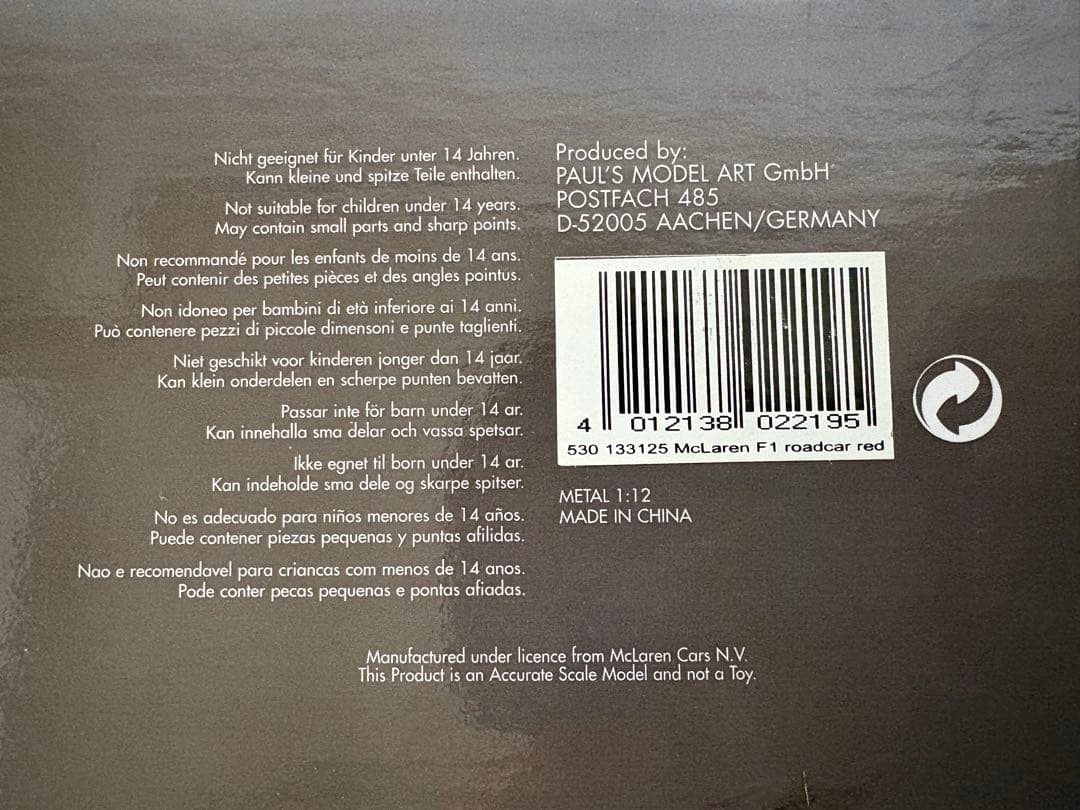 Nicht geeignet für Kinder unter 14 Jahren.
Kann kleine und spitze Teile enthalten.
Not suitable for children under 14 years.
May contain small parts and sharp points.
Non recommandé pour les enfants de moins de 14 ans.
Peut contenir des petites pièces et des angles pointus.
Non idoneo per bambini di età inferiore ai 14 anni.
Può contenere pezzi di piccole dimensoni e punte taglienti.
Niet geschikt voor kinderen jonger dan 14 jaar.
Kan klein onderdelen en scherpe punten bevatten.
Passar inte för barn under 14 ar.
Kan innehalla sma delar och vassa spetsar.
Ikke egnet til born under 14 ar.
Kan indeholde sma dele og skarpe spitser.
No es adecuado para niños menores de 14 años.
Puede contener piezas pequenas y puntas afilidas.
Nao e recomendavel para criancas com menos de 14 anos.
Pode conter pecas pequenas e pontas afiadas.
Produced by:
PAUL'S MODEL ART GmbH
POSTFACH 485
D-52005 AACHEN/GERMANY
4 012138 022195
530 133125 McLaren F1 roadcar red
METAL 1:12
MADE IN CHINA
Manufactured under licence from McLaren Cars N.V.
This Product is an Accurate Scale Model and not a Toy.